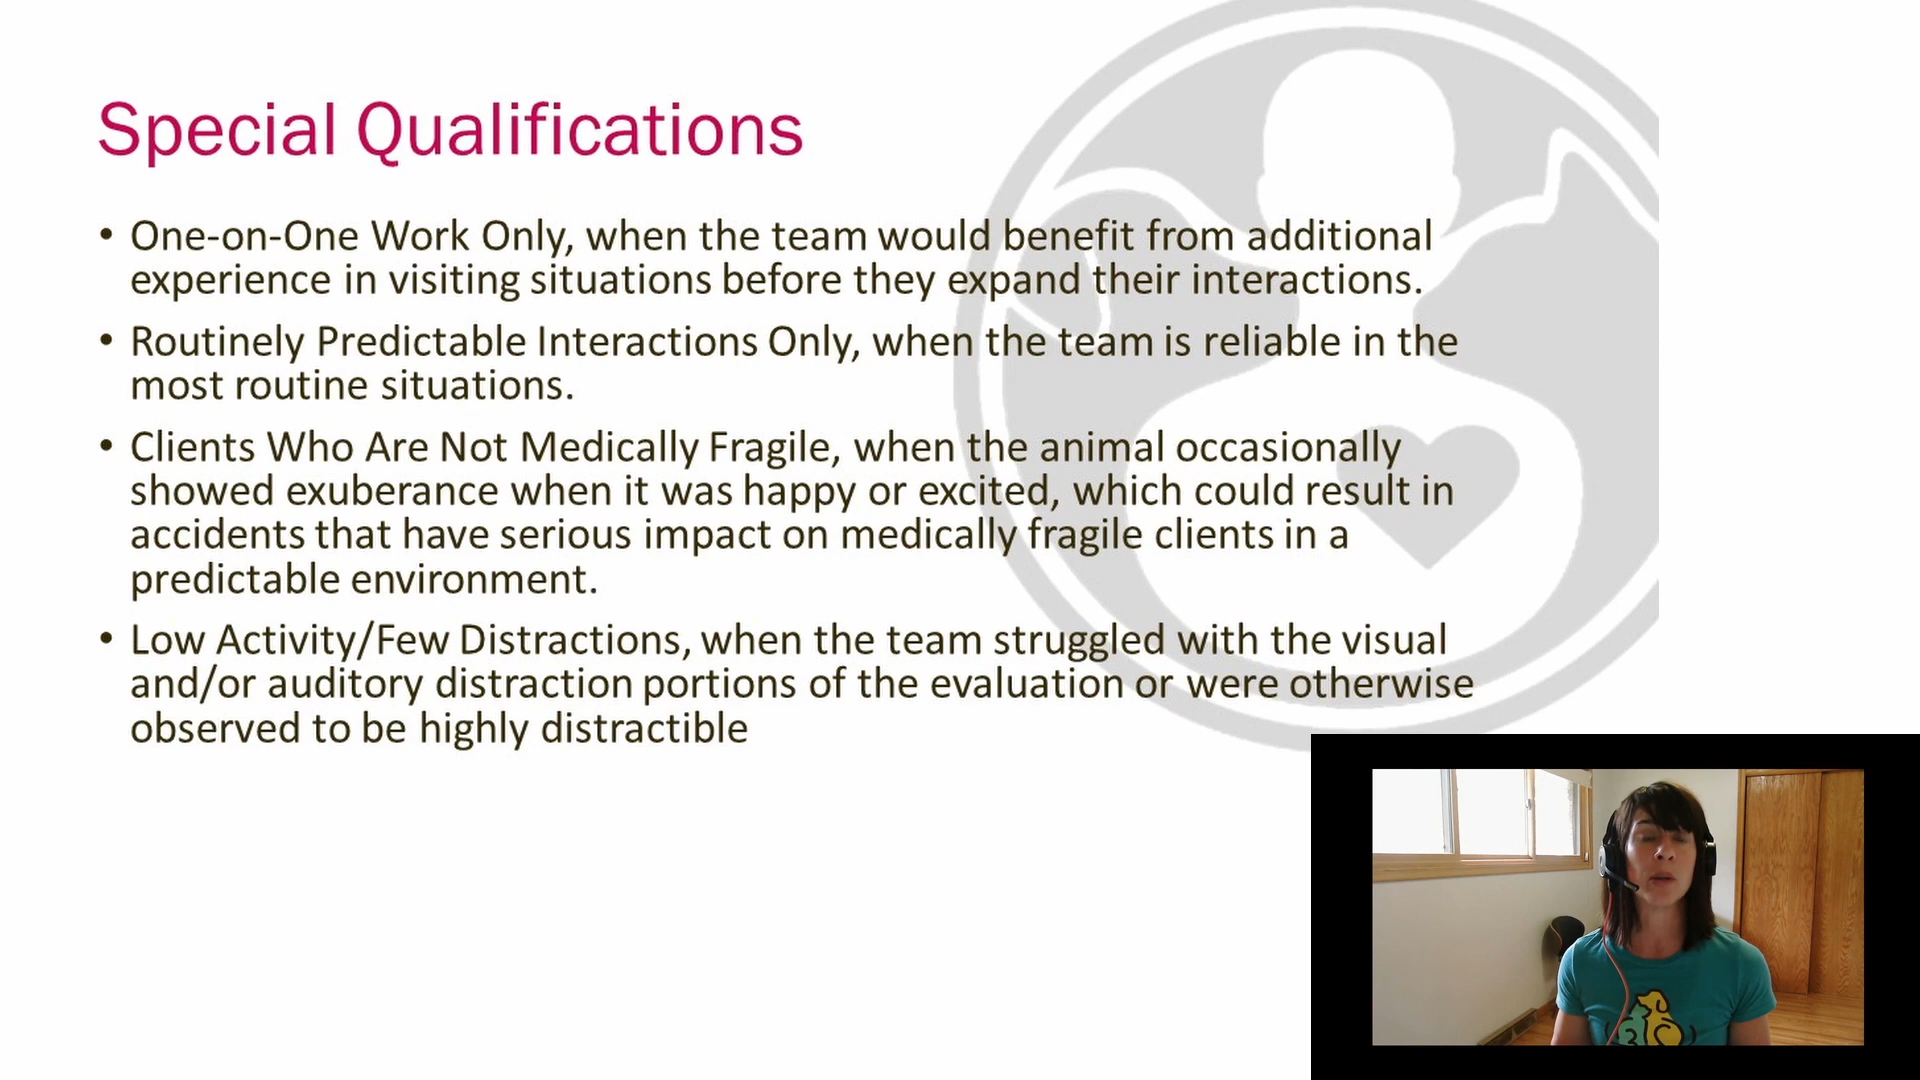 Special Qualifications
• One-on-One Work Only, when the team would benefit from additional
experience in visiting situations before they expand their interactions.
• Routinely Predictable Interactions Only, when the team is reliable in the
most routine situations.
• Clients Who Are Not Medically Fragile, when the animal occasionally
showed exuberance when it was happy or excited, which could result in
accidents that have serious impact on medically fragile clients in a
predictable environment.
• Low Activity/Few Distractions, when the team struggled with the visual
and/or auditory distraction portions of the evaluation or were otherwise
observed to be highly distractible